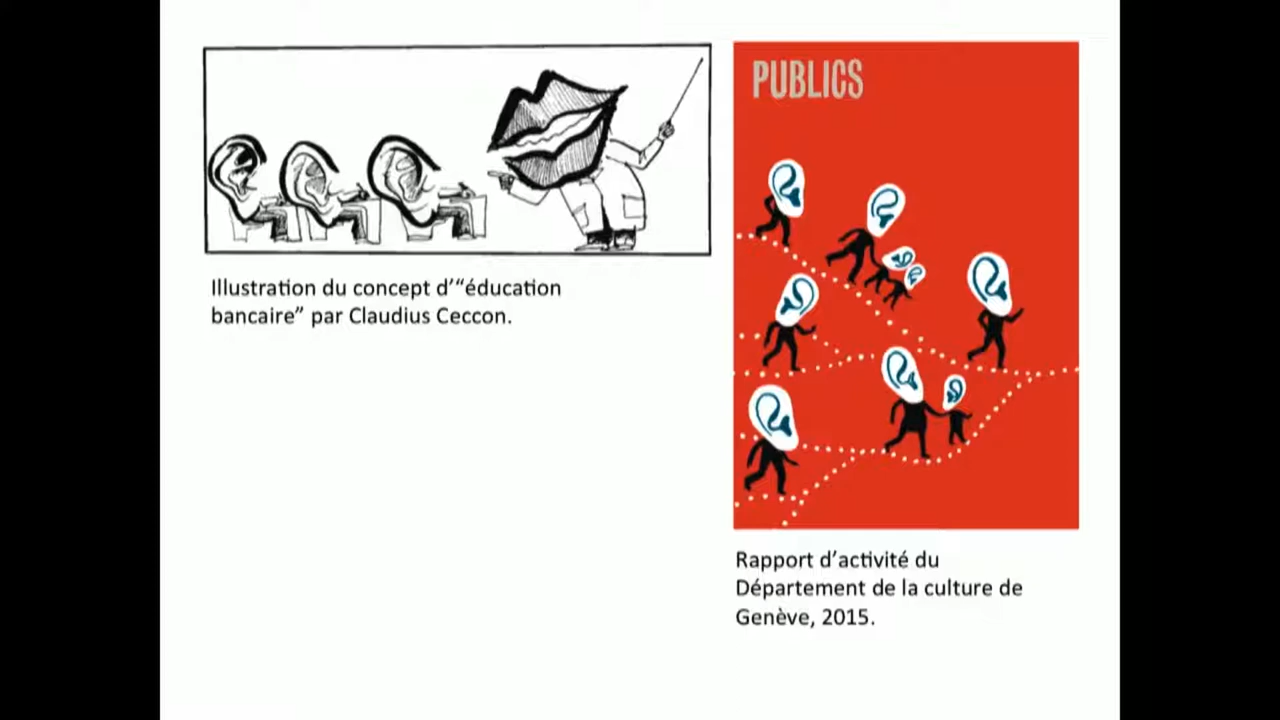 Illustration du concept d'“éducation
bancaire” par Claudius Ceccon.
PUBLICS
Rapport d'activité du
Département de la culture de
Genève, 2015.